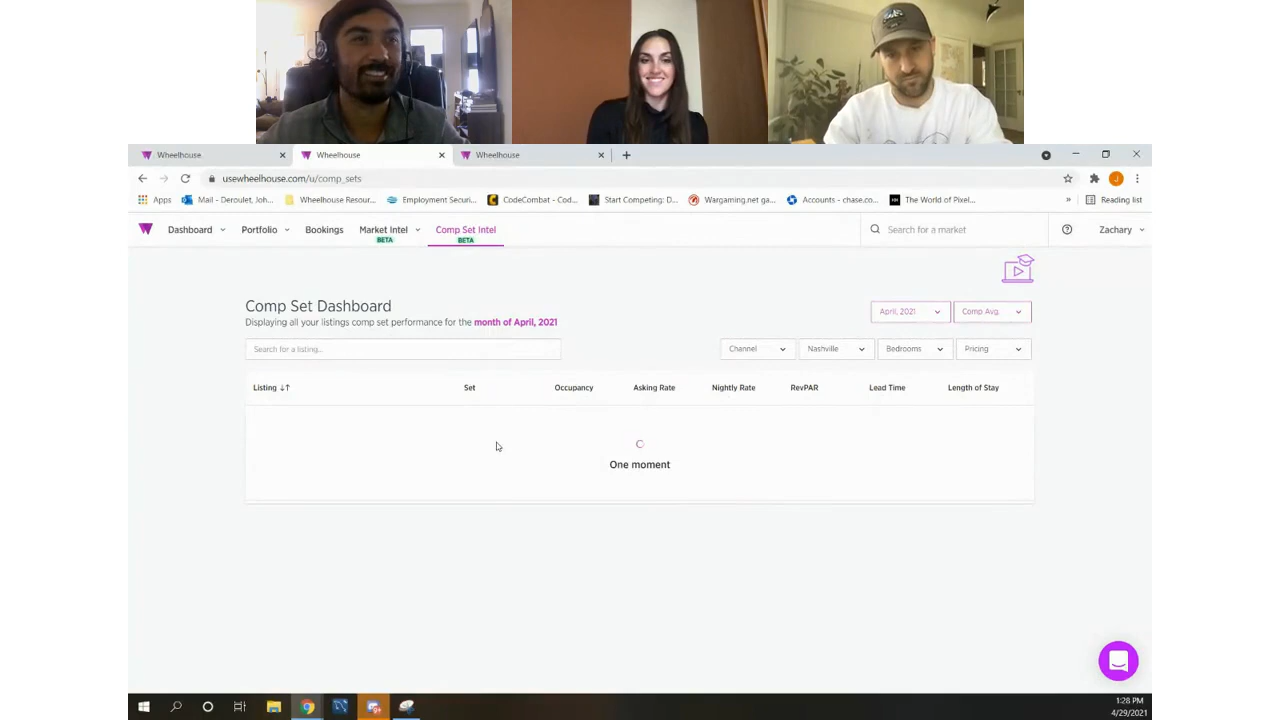 Wheelhouse
Wheelhouse
Wheelhouse
usewheelhouse.com/u/comp_sets
Apps
Mail - Deroulet, Joh...
Wheelhouse Resour...
Employment Securi...
CodeCombat - Cod...
Start Competing: D...
Wargaming.net ga...
Accounts - chase.co...
The World of Pixel...
»
Reading list
Dashboard
Portfolio
Bookings
Market Intel
BETA
Comp Set Intel
BETA
Search for a market
Zachary
Comp Set Dashboard
Displaying all your listings comp set performance for the month of April, 2021
April, 2021
Comp Avg.
Search for a listing...
Channel
Nashville
Bedrooms
Pricing
Listing
Set
Occupancy
Asking Rate
Nightly Rate
RevPAR
Lead Time
Length of Stay
One moment
1:28 PM
4/29/2021